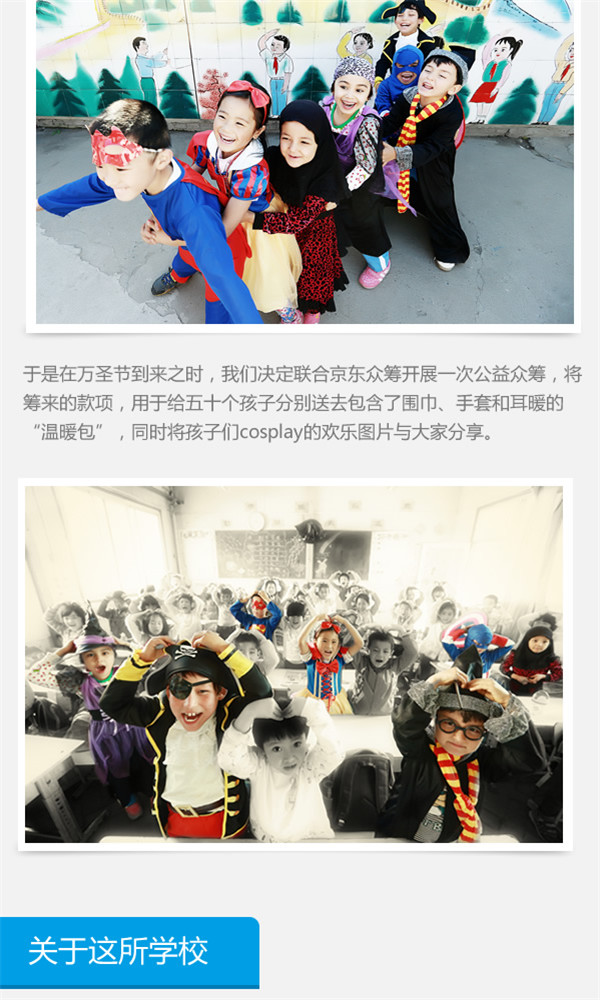 于是在万圣节到来之时，我们决定联合京东众筹开展一次公益众筹，将
筹来的款项，用于给五十个孩子分别送去包含了围巾、手套和耳暖的
“温暖包”，同时将孩子们cosplay的欢乐图片与大家分享。
关于这所学校